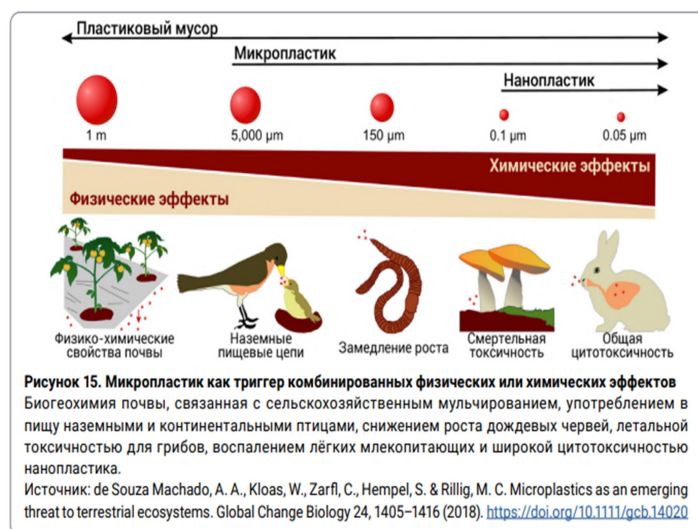 Пластиковый мусор
Микропластик
Нанопластик
1 m
5,000 µm
150 µm
0.1 µm
0.05 µm
Химические эффекты
Физические эффекты
Физико-химические
свойства почвы
Наземные
пищевые цепи
Замедление роста
Смертельная
токсичность
Общая
цитотоксичность
Рисунок 15. Микропластик как триггер комбинированных физических или химических эффектов
Биогеохимия почвы, связанная с сельскохозяйственным мульчированием, употреблением в
пищу наземными и континентальными птицами, снижением роста дождевых червей, летальной
токсичностью для грибов, воспалением лёгких млекопитающих и широкой цитотоксичностью
нанопластика.
Источник: de Souza Machado, A. A., Kloas, W., Zarfl, C., Hempel, S. & Rillig, M. C. Microplastics as an emerging
threat to terrestrial ecosystems. Global Change Biology 24, 1405–1416 (2018). https://doi.org/10.1111/gcb.14020